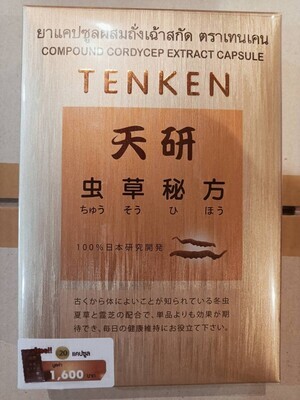 ยาแคปซูลผสมถั่งเฉ้าสกัด ตราเทนเคน
COMPOUND CORDYCEP EXTRACT CAPSULE
TENKEN
天研
虫草秘方
ちゅう そう ひ ほう
100%日本研究開発
古くから体によいことが知られている冬虫
夏草と霊芝の配合で、単品よりも効果が期
待でき、毎日の健康維持にお役立て下さい。
20 แคปซูล
1,600